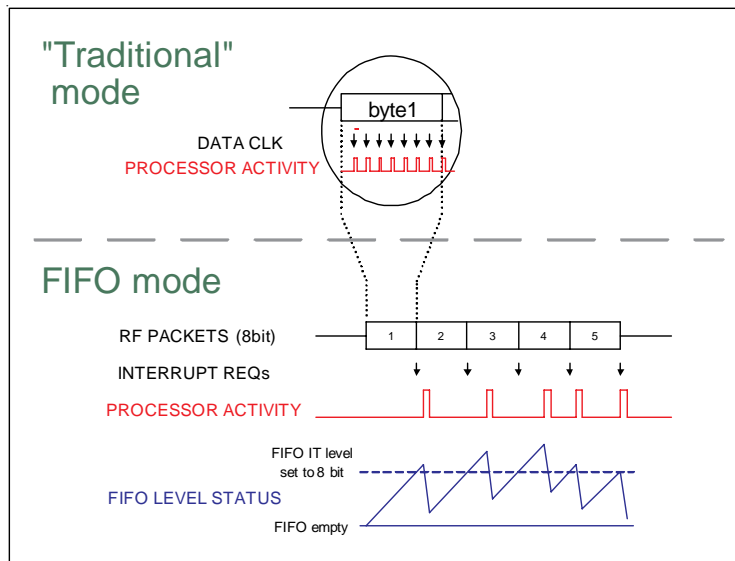 "Traditional"
mode
byte1
DATA CLK
PROCESSOR ACTIVITY
FIFO mode
RF PACKETS (8bit)
1 2 3 4 5
INTERRUPT REQs
PROCESSOR ACTIVITY
FIFO IT level
set to 8 bit
FIFO LEVEL STATUS
FIFO empty